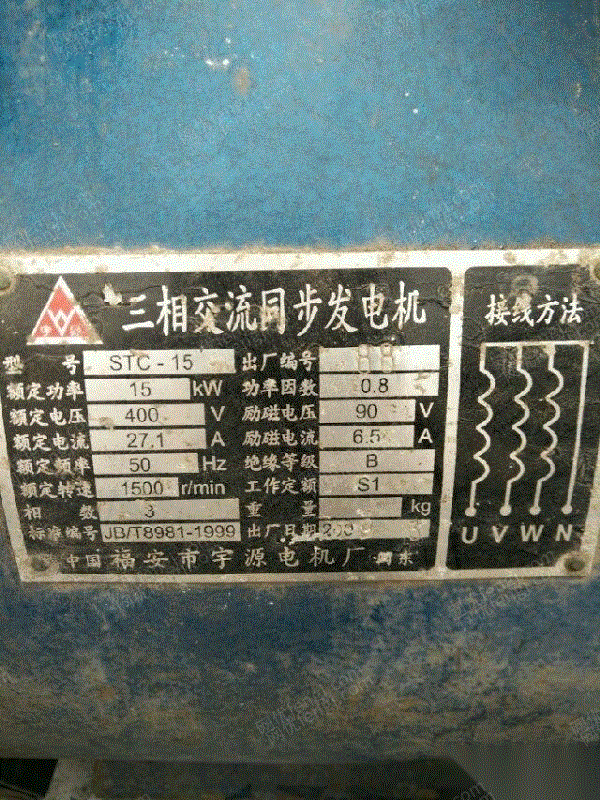 三相交流同步发电机
型 号 STC-15 出厂编号 88
额定功率 15 kW 功率因数 0.8
额定电压 400 V 励磁电压 90 V
额定电流 27.1 A 励磁电流 6.5 A
额定频率 50 Hz 绝缘等级 B
额定转速 1500 r/min 工作定额 S1
相 数 3 重 量 kg
标准编号 JB/T8981-1999 出厂日期 200
中国 福安市宇源电机厂 闽东
接线方法
U V W N